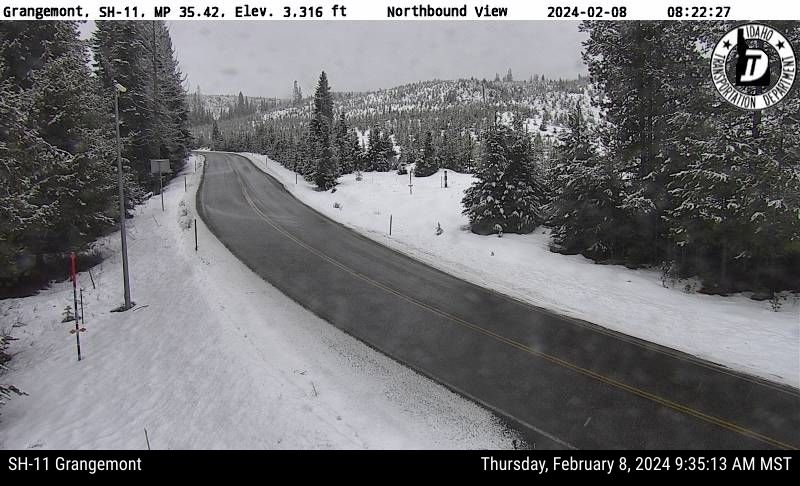 Grangemont, SH-11, MP 35.42, Elev. 3,316 ft Northbound View 2024-02-08 08:22:27
IDAHO
TRANSPORTATION DEPARTMENT
SH-11 Grangemont Thursday, February 8, 2024 9:35:13 AM MST